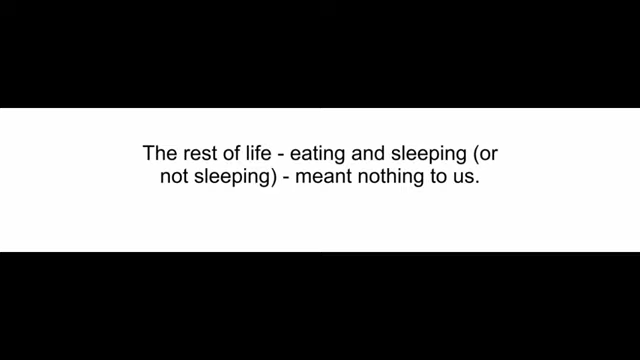 The rest of life - eating and sleeping (or
not sleeping) - meant nothing to us.